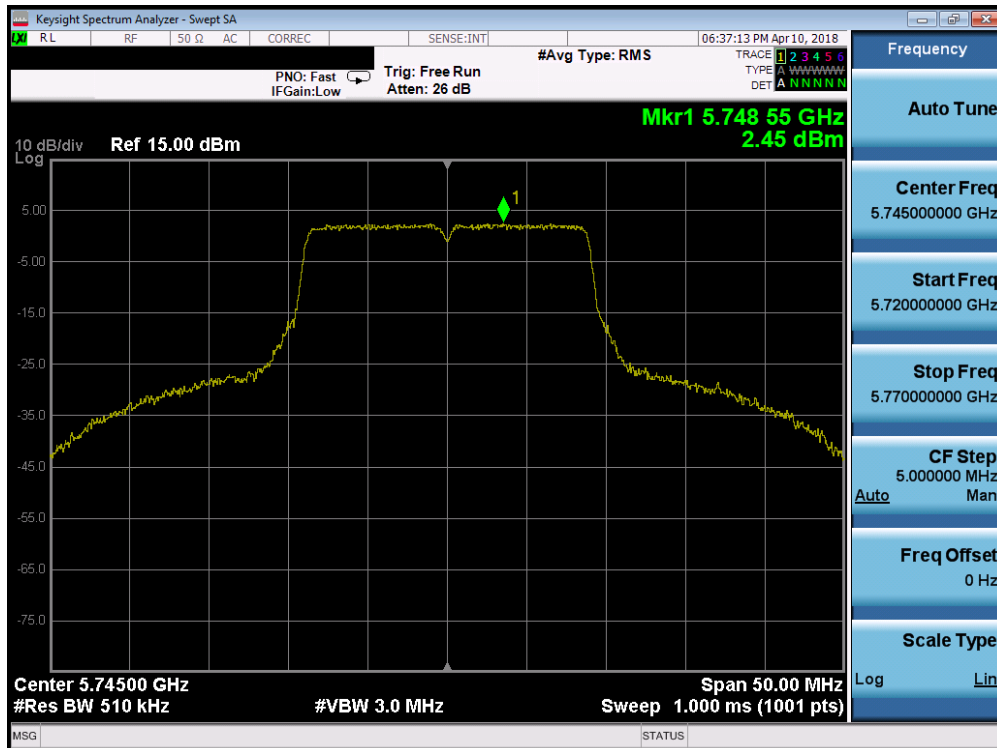 Keysight Spectrum Analyzer - Swept SA
LXI RL RF 50 Ω AC CORREC SENSE:INT 06:37:13 PM Apr 10, 2018
Frequency
#Avg Type: RMS TRACE 1 2 3 4 5 6
PNO: Fast Trig: Free Run TYPE A WWWWW
IFGain:Low Atten: 26 dB DET A N N N N N
Auto Tune
Mkr1 5.748 55 GHz
10 dB/div Ref 15.00 dBm 2.45 dBm
Log
Center Freq
5.745000000 GHz
1
5.00
-5.00
Start Freq
5.720000000 GHz
-15.0
-25.0
Stop Freq
5.770000000 GHz
-35.0
-45.0
CF Step
5.000000 MHz
Auto Man
-55.0
Freq Offset
0 Hz
-65.0
-75.0
Scale Type
Log Lin
Center 5.74500 GHz Span 50.00 MHz
#Res BW 510 kHz #VBW 3.0 MHz Sweep 1.000 ms (1001 pts)
MSG STATUS